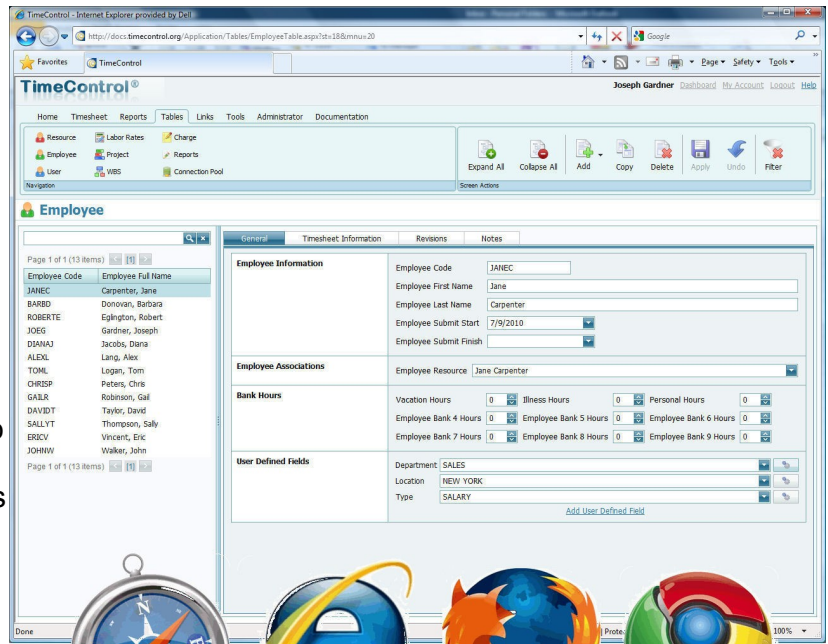 TimeControl - Internet Explorer provided by Dell
http://docs.timecontrol.org/Application/Tables/EmployeeTable.aspx?st=18&mnu=20
Google
Favorites TimeControl Page Safety Tools
TimeControl® Joseph Gardner Dashboard My Account Logout Help
Home Timesheet Reports Tables Links Tools Administrator Documentation
Resource Labor Rates Charge
Employee Project Reports
User WBS Connection Pool
Expand All Collapse All Add Copy Delete Apply Undo Filter
Navigation Screen Actions
Employee
General Timesheet Information Revisions Notes
Page 1 of 1 (13 items) [1]
Employee Code Employee Full Name
JANEC Carpenter, Jane
BARBD Donovan, Barbara
ROBERTE Eglington, Robert
JOEG Gardner, Joseph
DIANAJ Jacobs, Diana
ALEXL Lang, Alex
TOML Logan, Tom
CHRISP Peters, Chris
GAILR Robinson, Gail
DAVIDT Taylor, David
SALLYT Thompson, Sally
ERICV Vincent, Eric
JOHNW Walker, John
Page 1 of 1 (13 items) [1]
Employee Information
Employee Code JANEC
Employee First Name Jane
Employee Last Name Carpenter
Employee Submit Start 7/9/2010
Employee Submit Finish
Employee Associations
Employee Resource Jane Carpenter
Bank Hours
Vacation Hours 0 Illness Hours 0 Personal Hours 0
Employee Bank 4 Hours 0 Employee Bank 5 Hours 0 Employee Bank 6 Hours 0
Employee Bank 7 Hours 0 Employee Bank 8 Hours 0 Employee Bank 9 Hours 0
User Defined Fields
Department SALES
Location NEW YORK
Type SALARY
Add User Defined Field
s
N
Done 100%